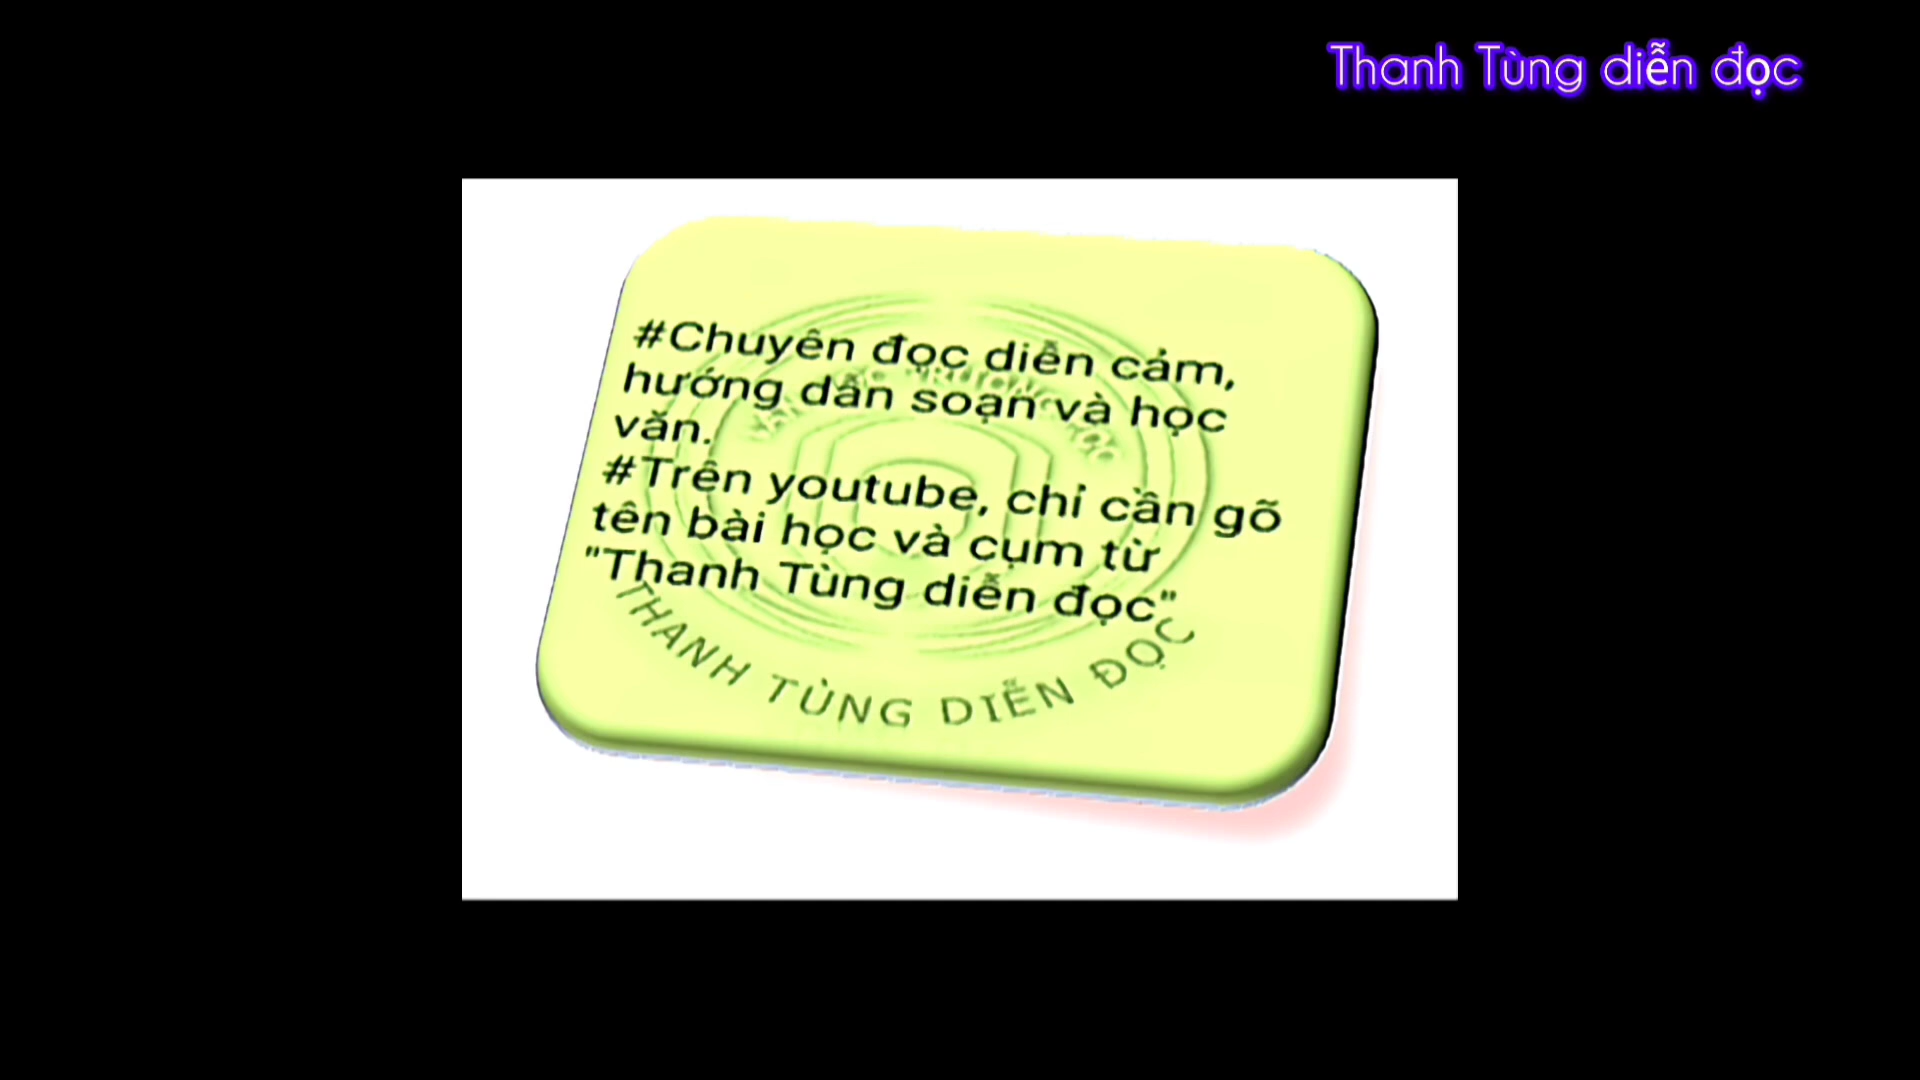 Thanh Tùng diễn đọc
#Chuyên đọc diễn cảm,
hướng dẫn soạn và học
văn.
#Trên youtube, chỉ cần gõ
tên bài học và cụm từ
"Thanh Tùng diễn đọc"
THANH TÙNG DIỄN ĐỌC